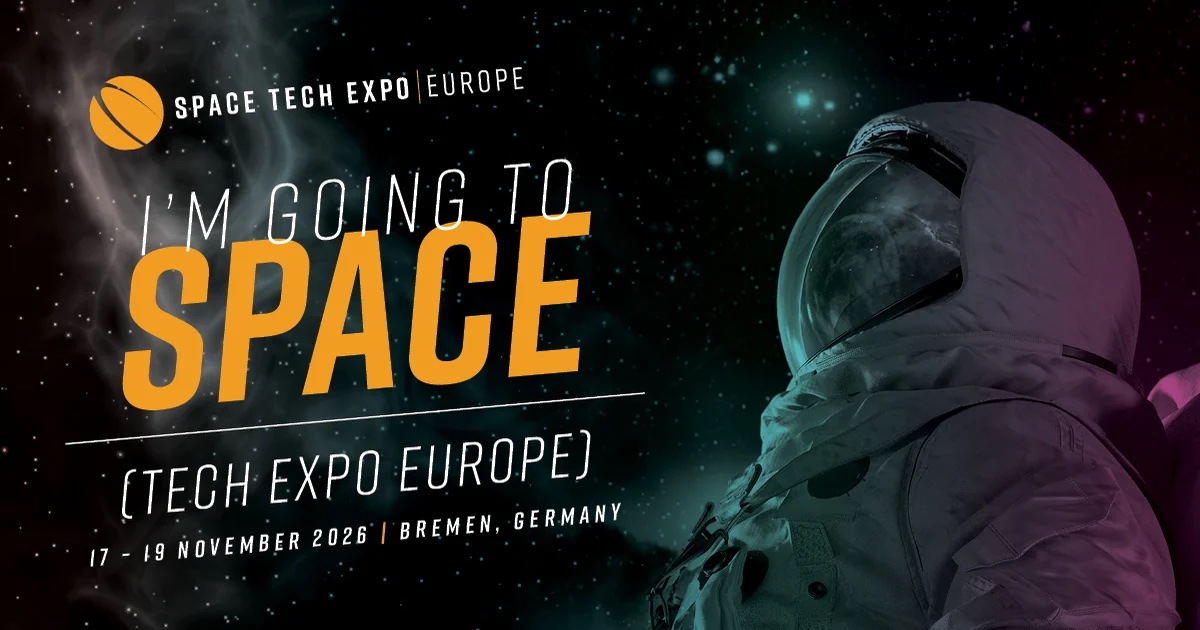 SPACE TECH EXPO | EUROPE
I'M GOING TO
SPACE
(TECH EXPO EUROPE)
17 - 19 NOVEMBER 2026 | BREMEN, GERMANY